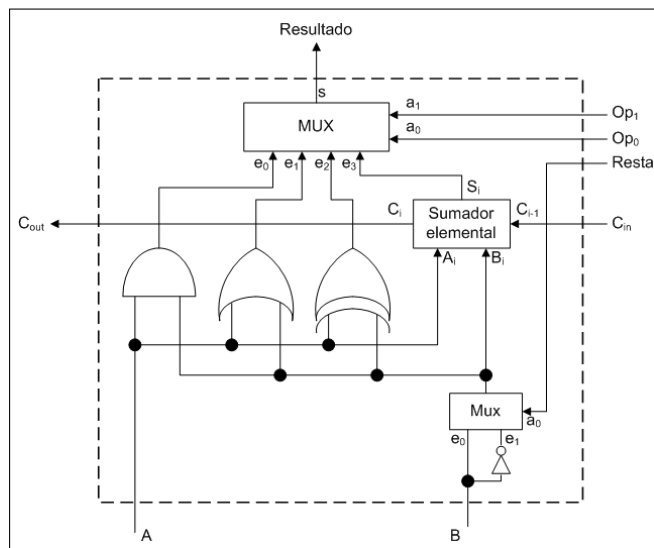 Resultado
s
a₁
Op₁
MUX
a₀
Op₀
e₀ e₁ e₂ e₃
Resta
Sᵢ
Cout
Cᵢ
Sumador
elemental
Cᵢ₋₁
Cin
Aᵢ
Bᵢ
Mux
a₀
e₀
e₁
A
B